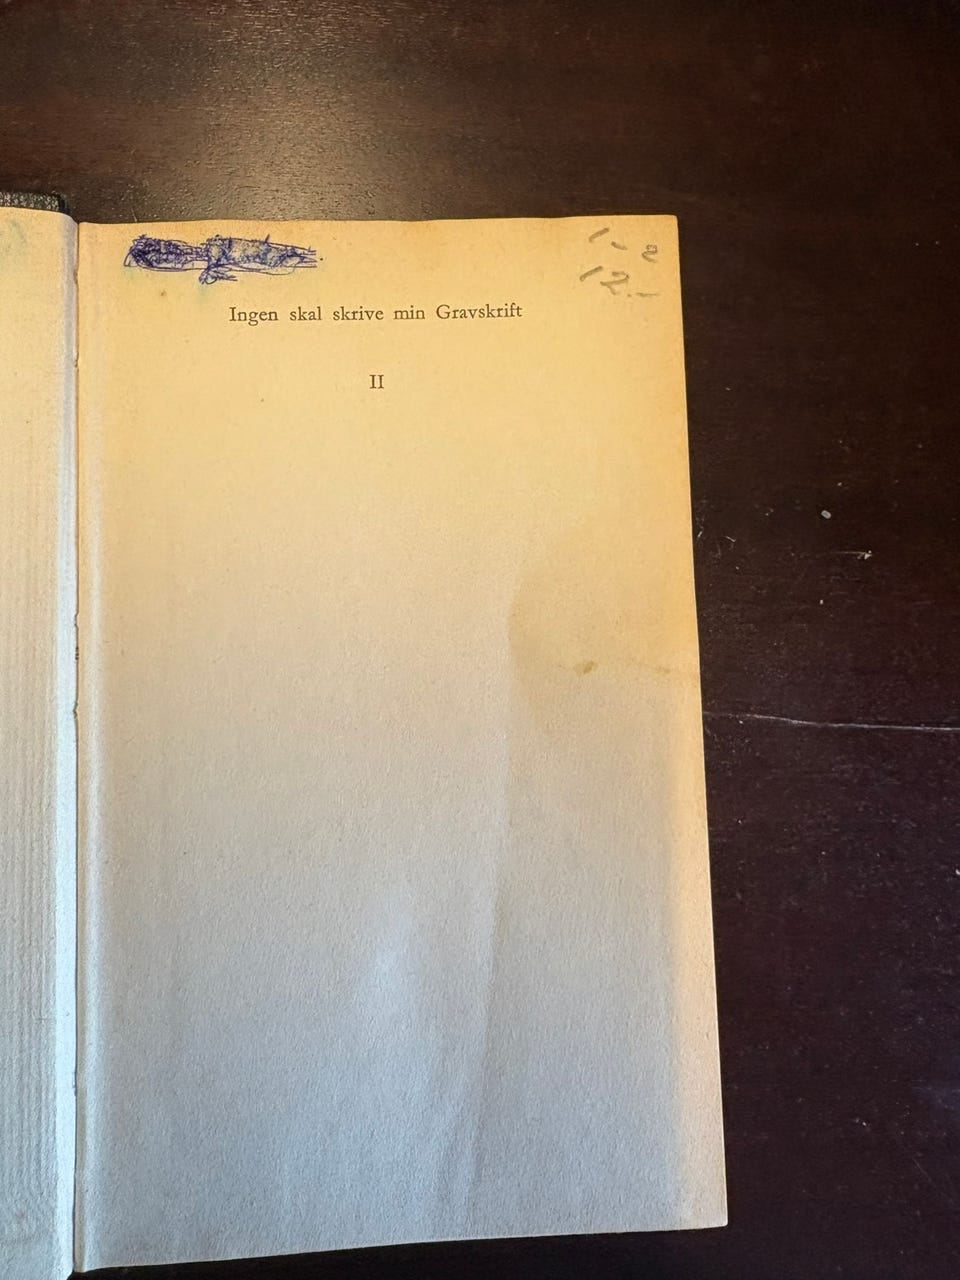 Ingen skal skrive min Gravskrift
II
12.-